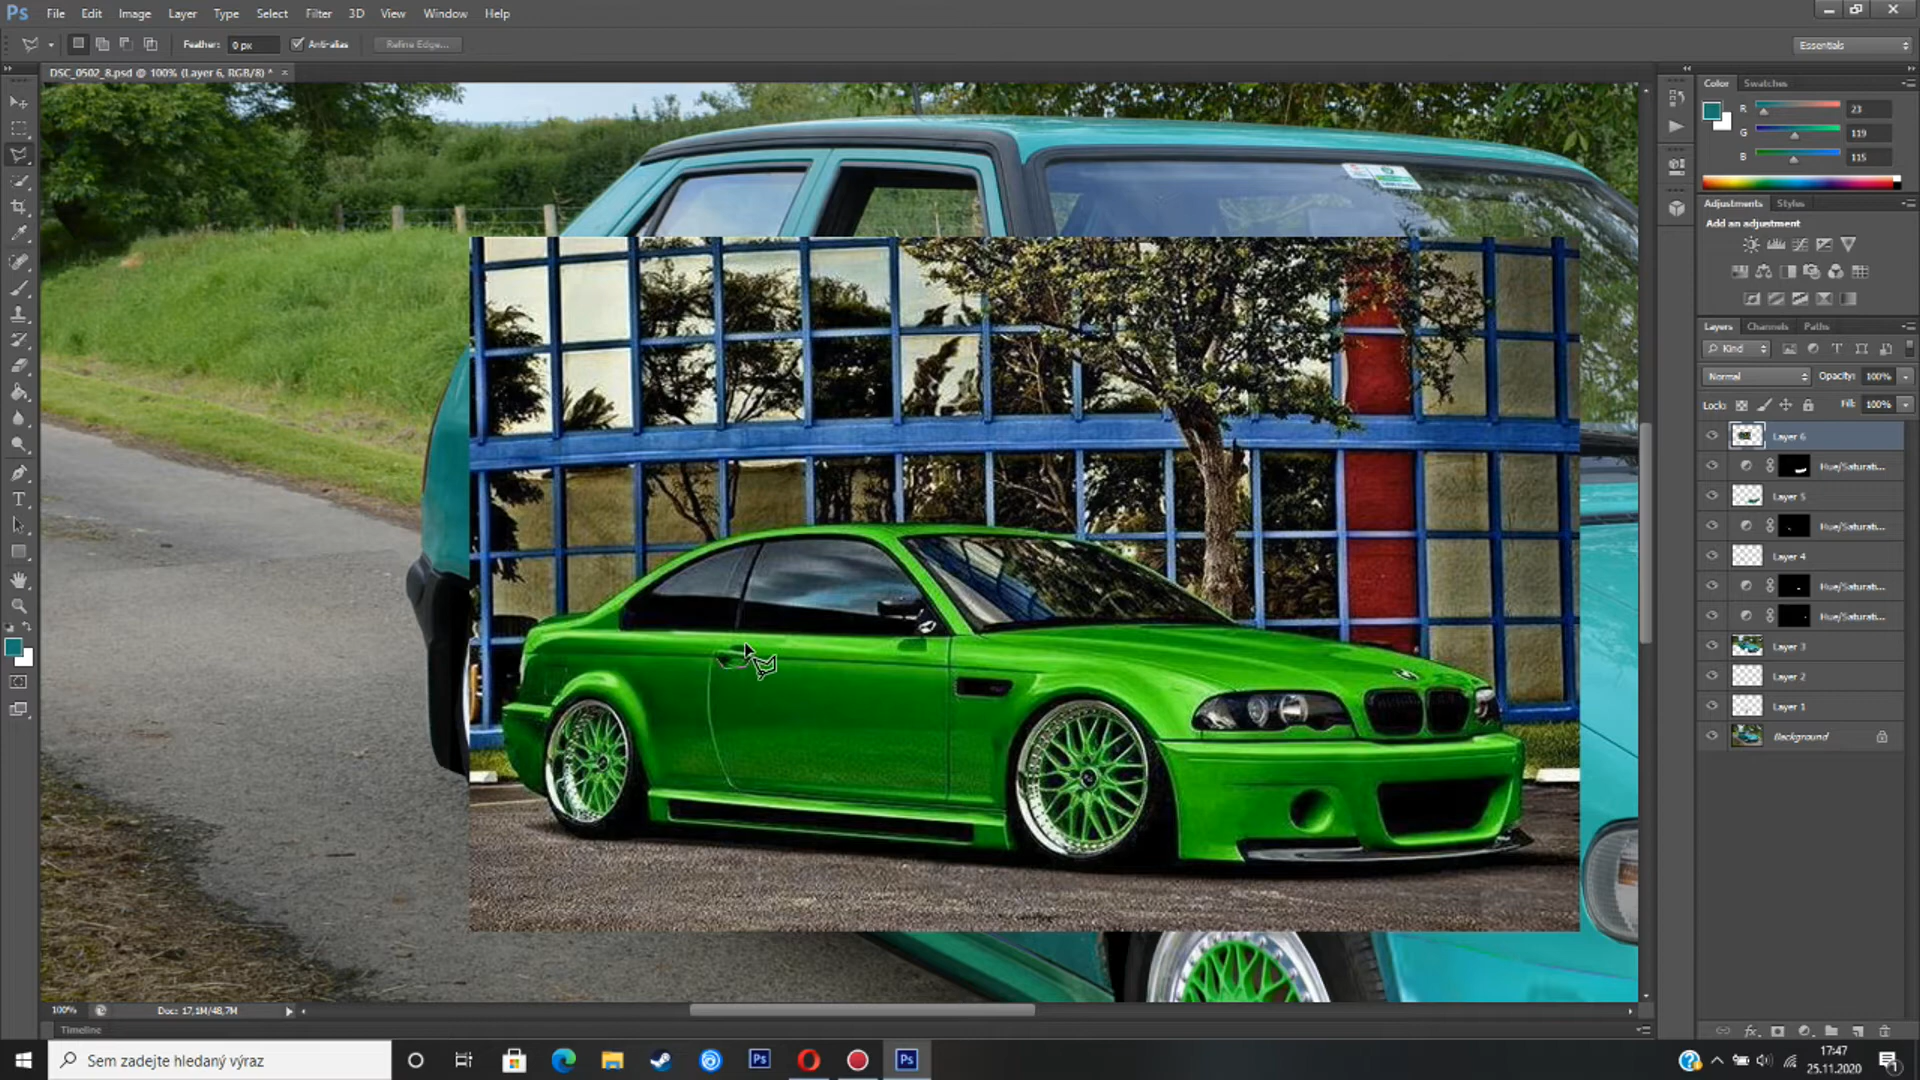 Ps File Edit Image Layer Type Select Filter 3D View Window Help
Feather: 0 px Anti-alias Refine Edge... Essentials
DSC_0502_8.psd @ 100% (Layer 6, RGB/8) * ×
Color Swatches
R 23
G 119
B 115
Adjustments Styles
Add an adjustment
Layers Channels Paths
Kind
Normal Opacity: 100%
Lock: Fill: 100%
Layer 6
Hue/Saturati...
Layer 5
Hue/Saturati...
Layer 4
Hue/Saturati...
Hue/Saturati...
Layer 3
Layer 2
Layer 1
Background
100% Doc: 17,1M/48,7M
Timeline
Sem zadejte hledaný výraz
Ps Ps
17:47
25.11.2020
1